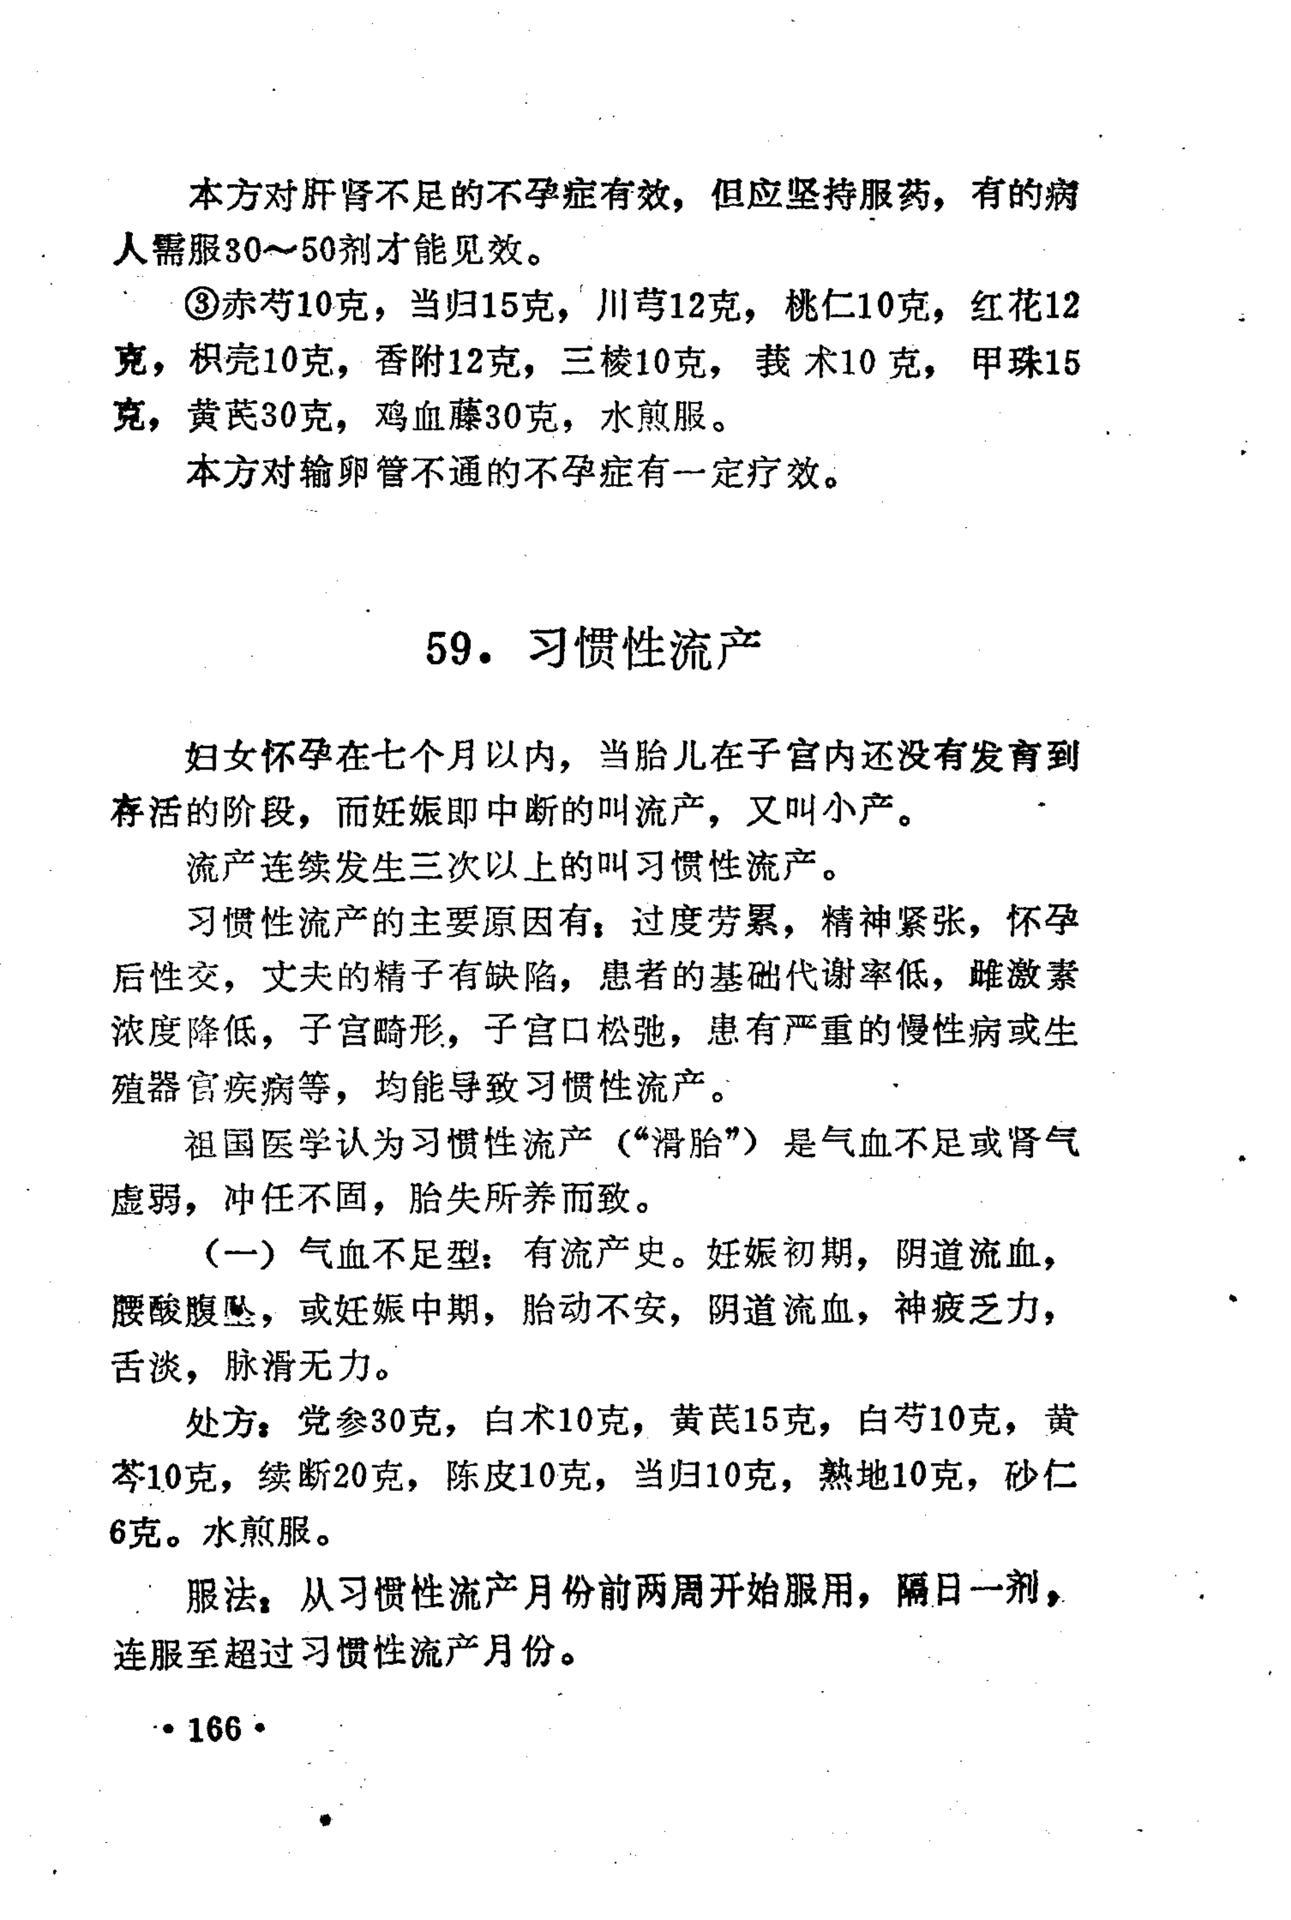 本方对肝肾不足的不孕症有效，但应坚持服药，有的病
人需服30～50剂才能见效。
③赤芍10克，当归15克，川芎12克，桃仁10克，红花12
克，枳壳10克，香附12克，三棱10克，莪术10克，甲珠15
克，黄芪30克，鸡血藤30克，水煎服。
本方对输卵管不通的不孕症有一定疗效。
59．习惯性流产
妇女怀孕在七个月以内，当胎儿在子宫内还没有发育到
存活的阶段，而妊娠即中断的叫流产，又叫小产。
流产连续发生三次以上的叫习惯性流产。
习惯性流产的主要原因有：过度劳累，精神紧张，怀孕
后性交，丈夫的精子有缺陷，患者的基础代谢率低，雌激素
浓度降低，子宫畸形，子宫口松弛，患有严重的慢性病或生
殖器官疾病等，均能导致习惯性流产。
祖国医学认为习惯性流产（“滑胎”）是气血不足或肾气
虚弱，冲任不固，胎失所养而致。
（一）气血不足型：有流产史。妊娠初期，阴道流血，
腰酸腹坠，或妊娠中期，胎动不安，阴道流血，神疲乏力，
舌淡，脉滑无力。
处方：党参30克，白术10克，黄芪15克，白芍10克，黄
芩10克，续断20克，陈皮10克，当归10克，熟地10克，砂仁
6克。水煎服。
服法：从习惯性流产月份前两周开始服用，隔日一剂，
连服至超过习惯性流产月份。
·166·